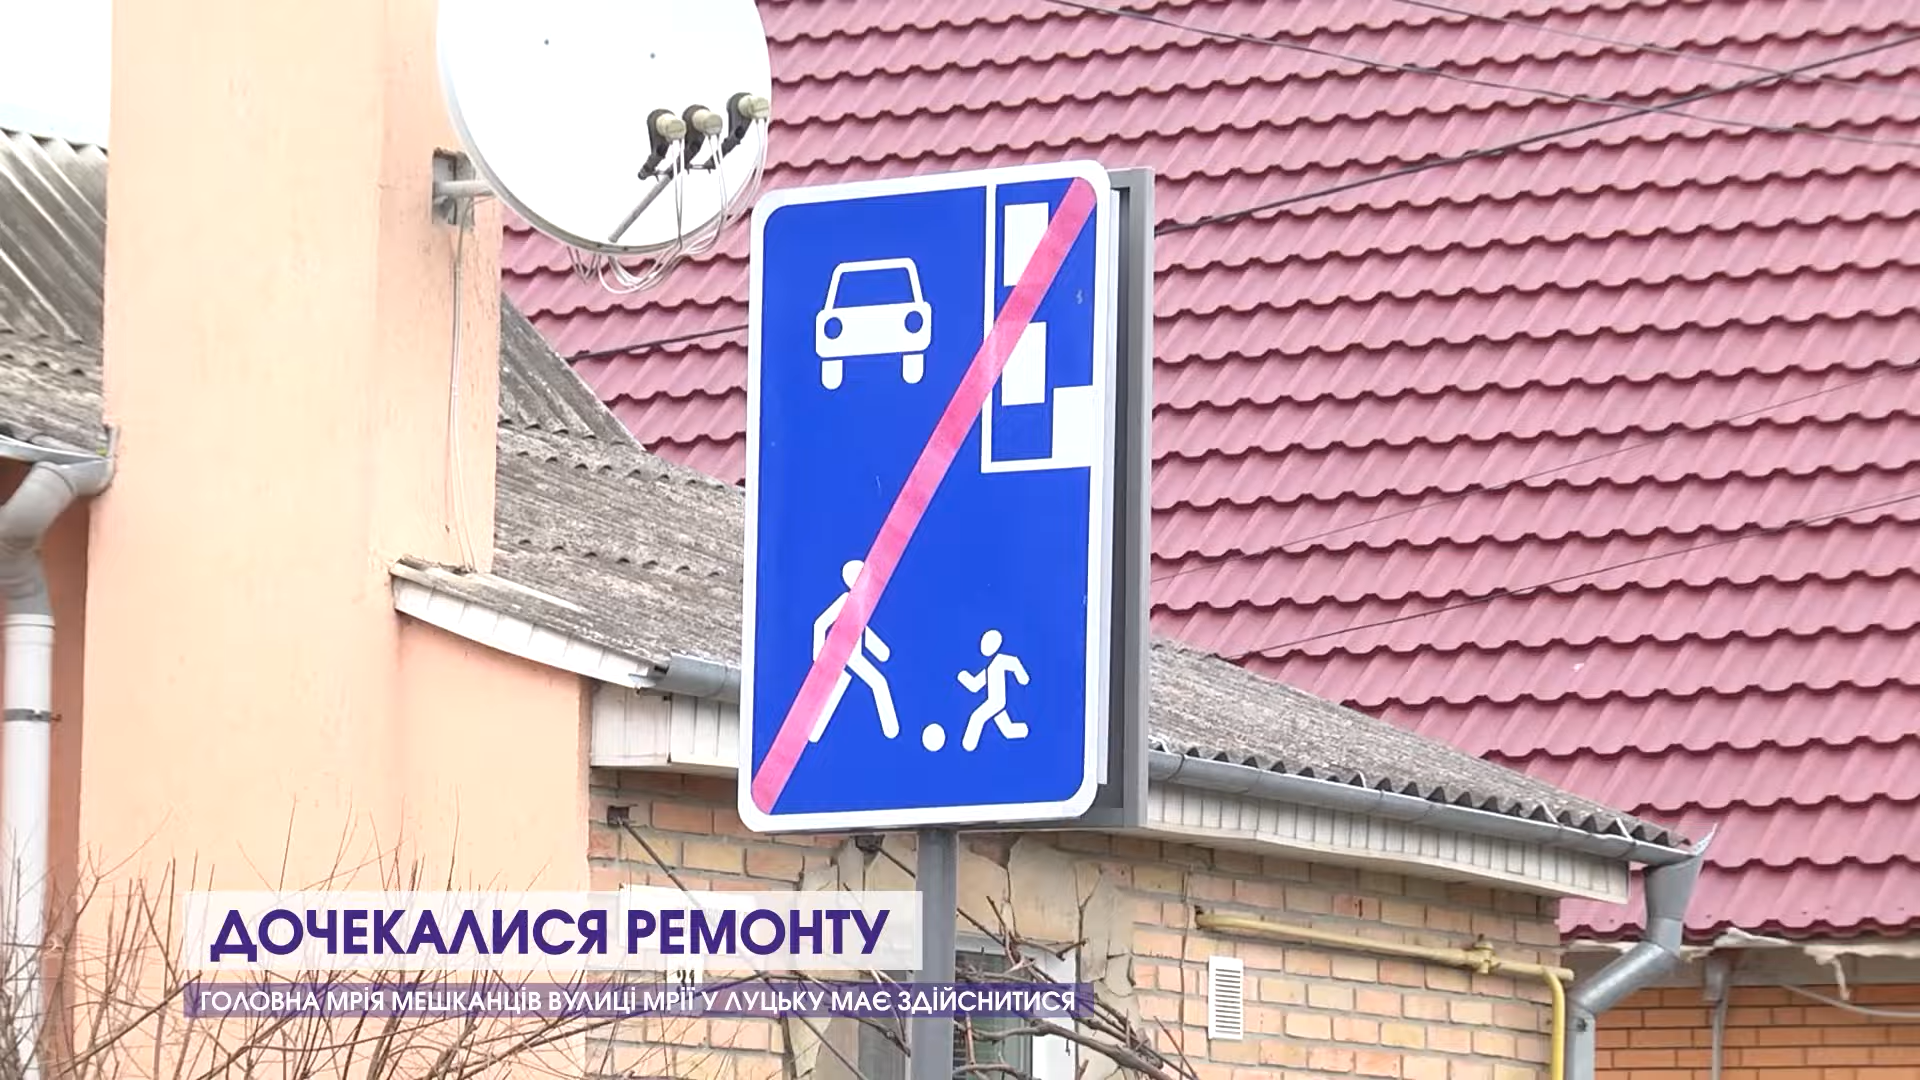 ДОЧЕКАЛИСЯ РЕМОНТУ
ГОЛОВНА МРІЯ МЕШКАНЦІВ ВУЛИЦІ МРІЇ У ЛУЦЬКУ МАЄ ЗДІЙСНИТИСЯ